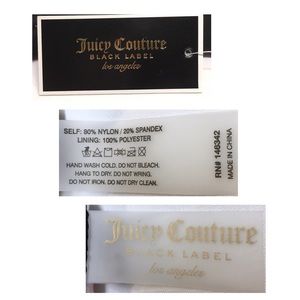 Juicy Couture
BLACK LABEL
los angeles
SELF: 80% NYLON / 20% SPANDEX
LINING: 100% POLYESTER
HAND WASH COLD. DO NOT BLEACH.
HANG TO DRY. DO NOT WRING.
DO NOT IRON. DO NOT DRY CLEAN.
RN# 146342
MADE IN CHINA
Juicy Couture
BLACK LABEL
los angeles